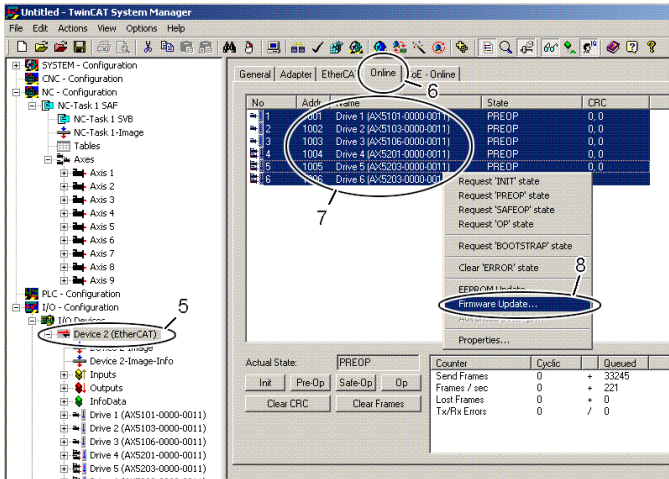 Untitled - TwinCAT System Manager
File Edit Actions View Options Help
SYSTEM - Configuration
CNC - Configuration
NC - Configuration
NC-Task 1 SAF
NC-Task 1 SVB
NC-Task 1-Image
Tables
Axes
Axis 1
Axis 2
Axis 3
Axis 4
Axis 5
Axis 6
Axis 7
Axis 8
Axis 9
PLC - Configuration
I/O - Configuration
I/O Devices
5
Device 2 (EtherCAT)
Device 2-Image
Device 2-Image-Info
Inputs
Outputs
InfoData
Drive 1 (AX5101-0000-0011)
Drive 2 (AX5103-0000-0011)
Drive 3 (AX5106-0000-0011)
Drive 4 (AX5201-0000-0011)
Drive 5 (AX5203-0000-0011)
General Adapter EtherCAT Online CoE - Online
6
No Addr Name State CRC
1 1001 Drive 1 (AX5101-0000-0011) PREOP 0, 0
2 1002 Drive 2 (AX5103-0000-0011) PREOP 0, 0
3 1003 Drive 3 (AX5106-0000-0011) PREOP 0, 0
4 1004 Drive 4 (AX5201-0000-0011) PREOP 0, 0
5 1005 Drive 5 (AX5203-0000-0011) PREOP 0, 0
6 1006 Drive 6 (AX5203-0000-001
7
Request 'INIT' state
Request 'PREOP' state
Request 'SAFEOP' state
Request 'OP' state
Request 'BOOTSTRAP' state
Clear 'ERROR' state
8
EEPROM Update...
Firmware Update...
Properties...
Actual State: PREOP
Init Pre-Op Safe-Op Op
Clear CRC Clear Frames
Counter Cyclic Queued
Send Frames 0 + 33245
Frames / sec 0 + 221
Lost Frames 0 + 0
Tx/Rx Errors 0 / 0